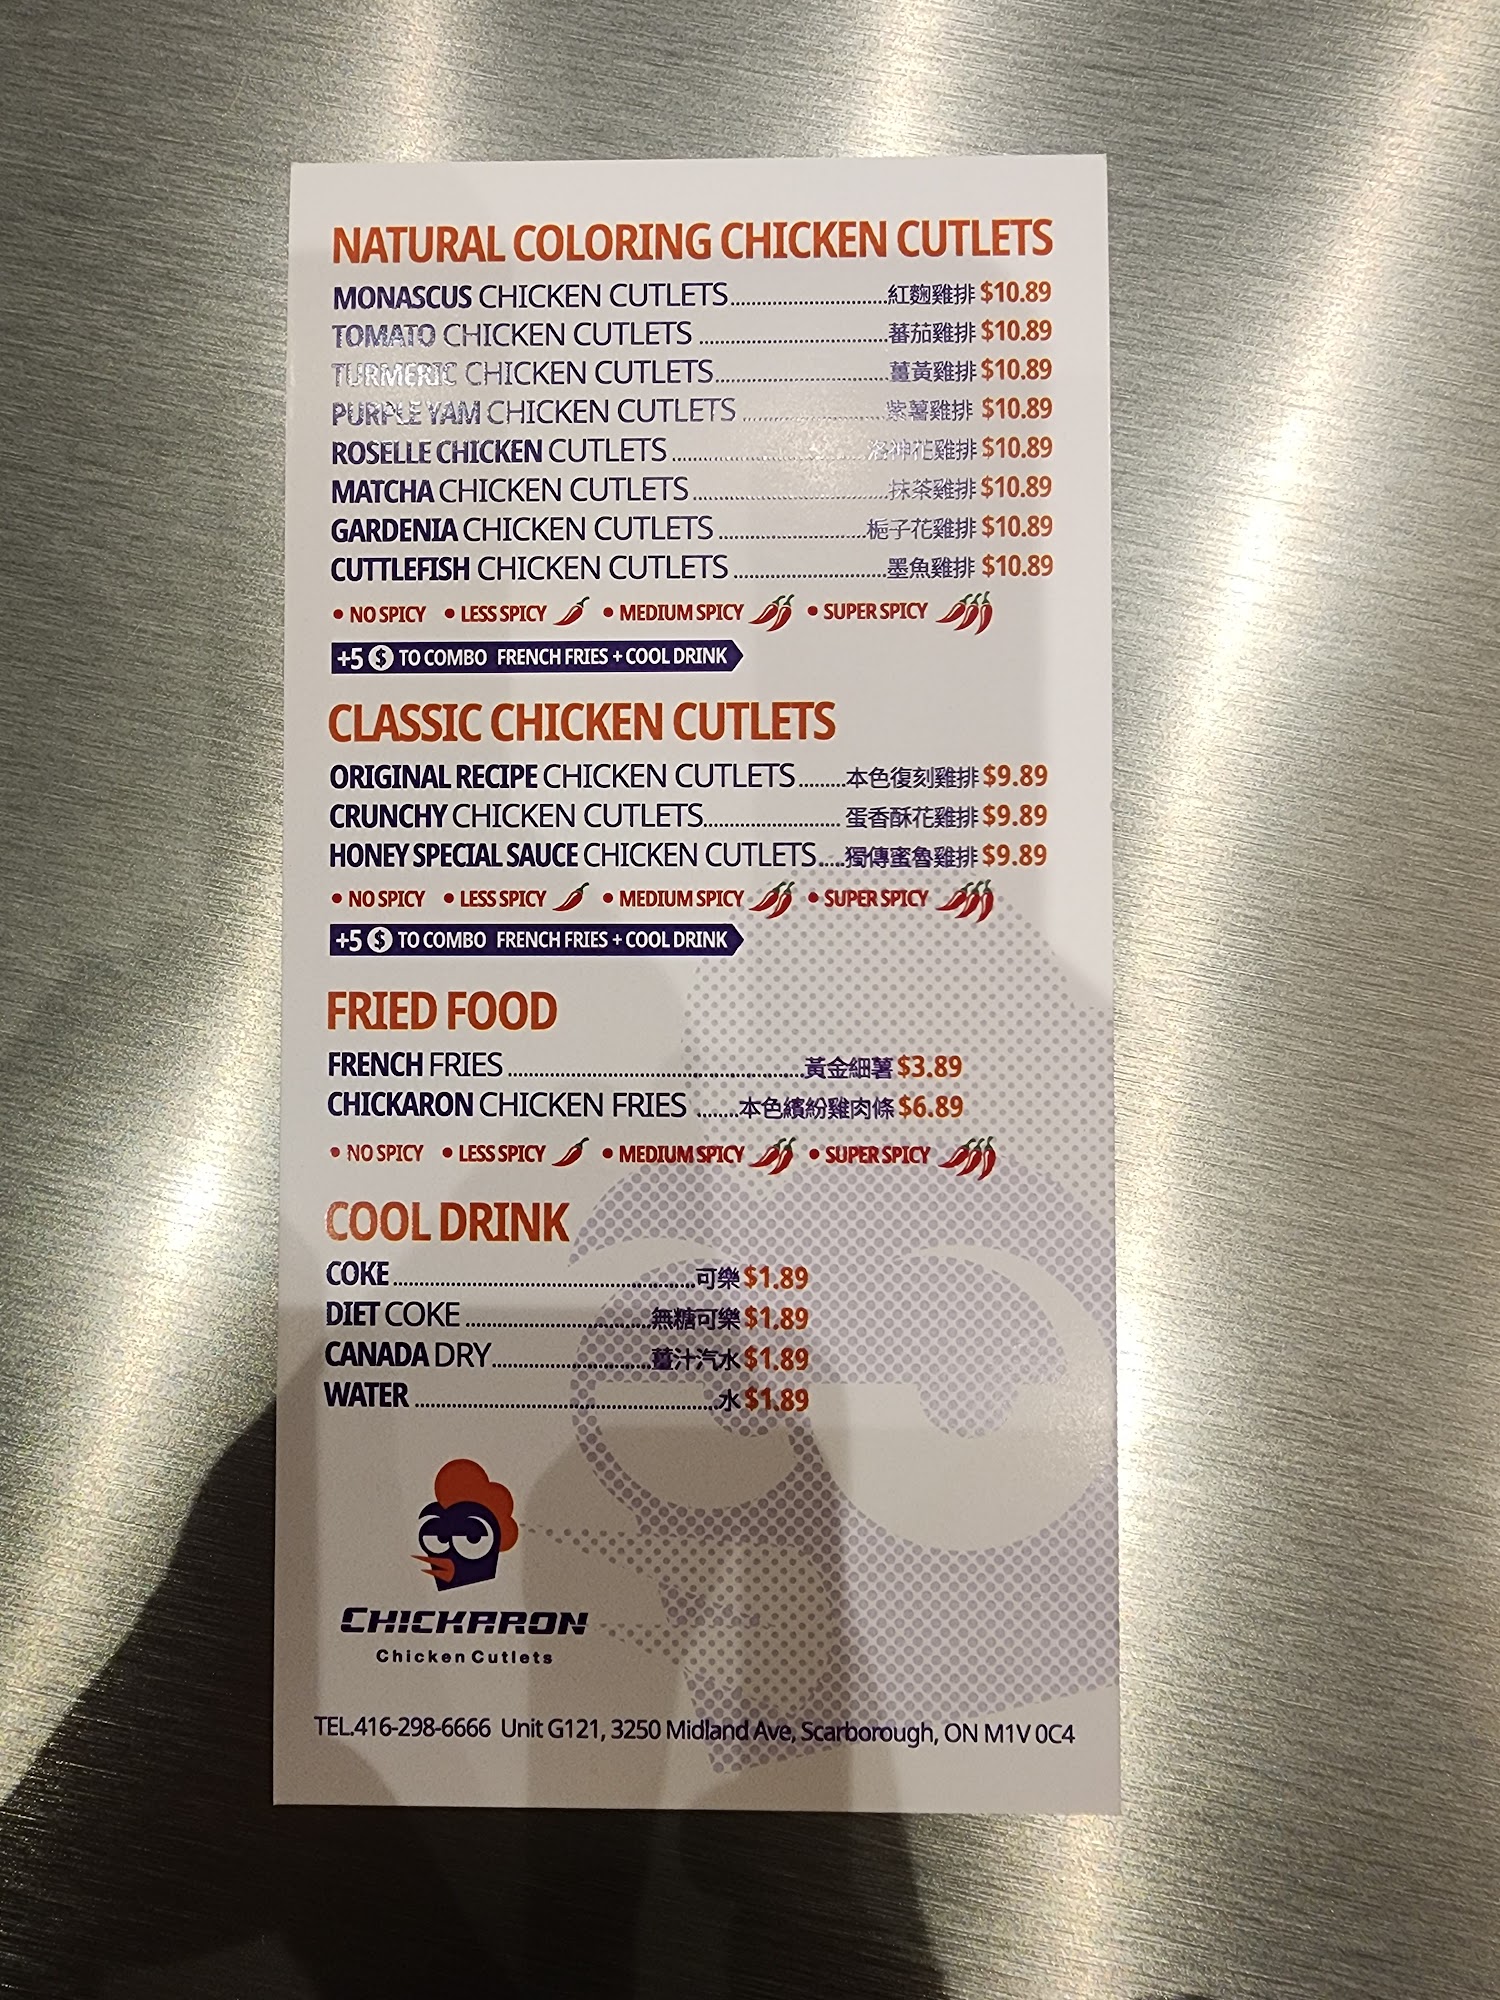 NATURAL COLORING CHICKEN CUTLETS
MONASCUS CHICKEN CUTLETS 紅麴雞排 $10.89
TOMATO CHICKEN CUTLETS 蕃茄雞排 $10.89
TURMERIC CHICKEN CUTLETS 薑黃雞排 $10.89
PURPLE YAM CHICKEN CUTLETS 紫薯雞排 $10.89
ROSELLE CHICKEN CUTLETS 洛神花雞排 $10.89
MATCHA CHICKEN CUTLETS 抹茶雞排 $10.89
GARDENIA CHICKEN CUTLETS 梔子花雞排 $10.89
CUTTLEFISH CHICKEN CUTLETS 墨魚雞排 $10.89
• NO SPICY • LESS SPICY • MEDIUM SPICY • SUPER SPICY
+5 $ TO COMBO FRENCH FRIES + COOL DRINK
CLASSIC CHICKEN CUTLETS
ORIGINAL RECIPE CHICKEN CUTLETS 本色復刻雞排 $9.89
CRUNCHY CHICKEN CUTLETS 蛋香酥花雞排 $9.89
HONEY SPECIAL SAUCE CHICKEN CUTLETS 獨傳蜜魯雞排 $9.89
• NO SPICY • LESS SPICY • MEDIUM SPICY • SUPER SPICY
+5 $ TO COMBO FRENCH FRIES + COOL DRINK
FRIED FOOD
FRENCH FRIES 黃金細薯 $3.89
CHICKARON CHICKEN FRIES 本色繽紛雞肉條 $6.89
• NO SPICY • LESS SPICY • MEDIUM SPICY • SUPER SPICY
COOL DRINK
COKE 可樂 $1.89
DIET COKE 無糖可樂 $1.89
CANADA DRY 薑汁汽水 $1.89
WATER 水 $1.89
CHICKARON
Chicken Cutlets
TEL.416-298-6666 Unit G121, 3250 Midland Ave, Scarborough, ON M1V 0C4